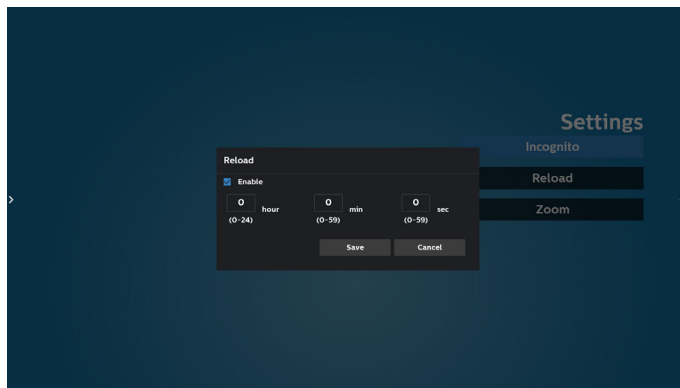 Settings
Incognito
Reload
Zoom
Reload
Enable
0 hour 0 min 0 sec
(0-24) (0-59) (0-59)
Save Cancel